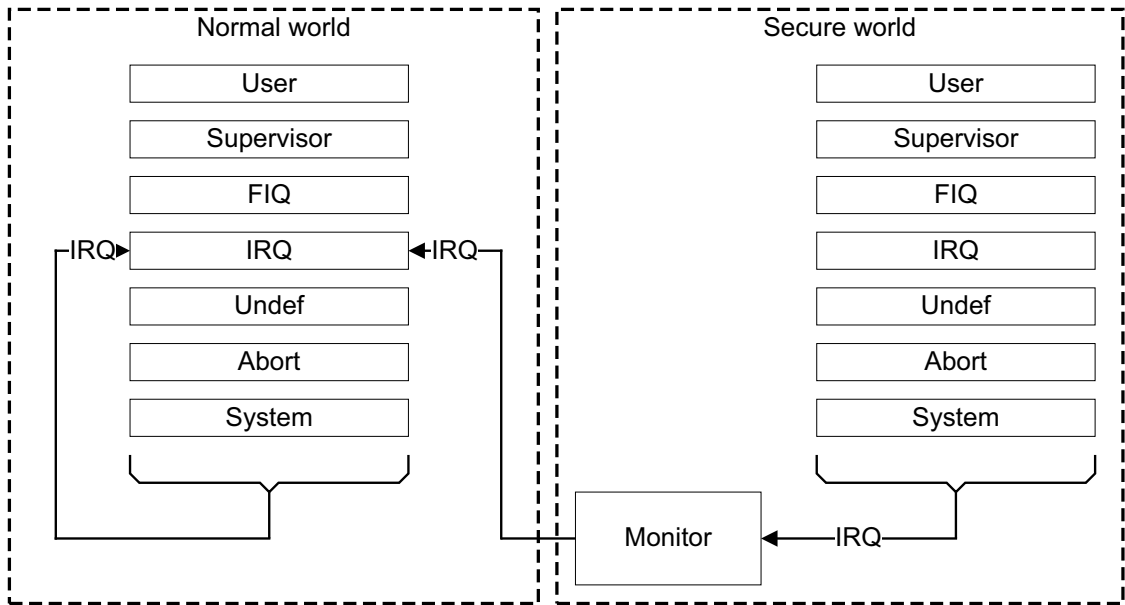 Normal world
User
Supervisor
FIQ
IRQ
IRQ
IRQ
Undef
Abort
System
Secure world
User
Supervisor
FIQ
IRQ
Undef
Abort
System
Monitor
IRQ